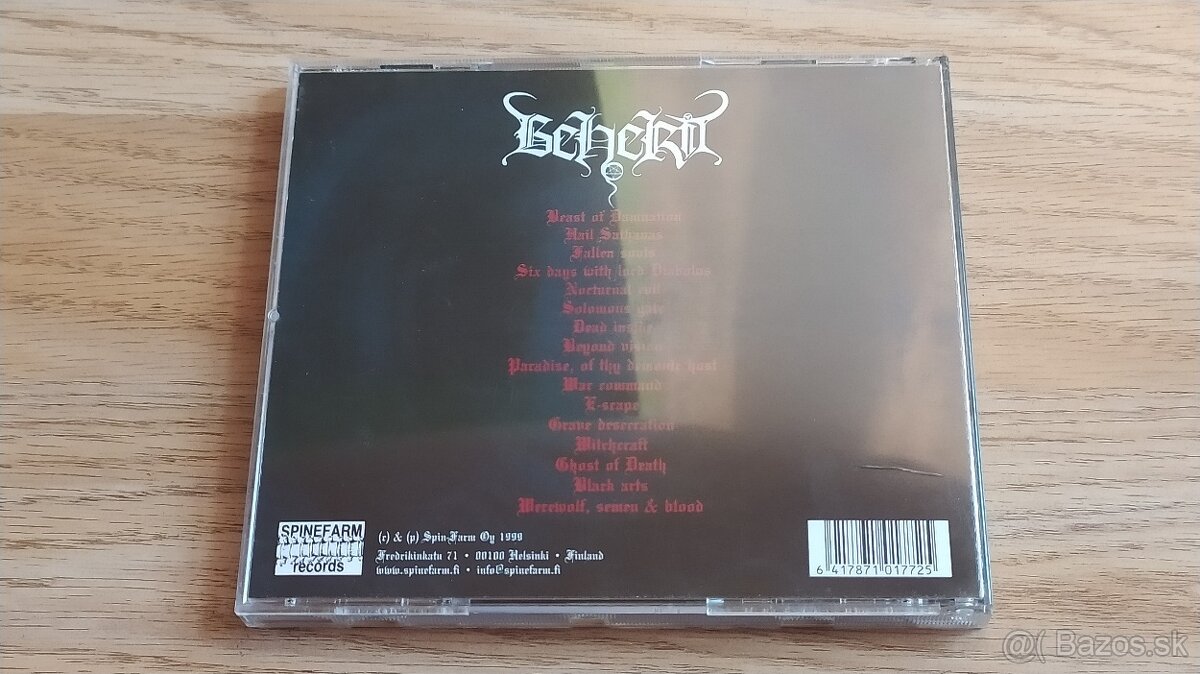 Beherit
Beast of Damnation
Hail Sathanas
Fallen souls
Six days with lord Diabolus
Nocturnal evil
Solomons gate
Dead inside
Beyond vision
Paradise, of thy demonic host
War command
E-scape
Grave desecration
Witchcraft
Ghost of Death
Black arts
Werewolf, semen & blood
SPINEFARM
records
(c) & (p) Spin-Farm Oy 1999
Fredrikinkatu 71 • 00100 Helsinki • Finland
www.spinefarm.fi • info@spinefarm.fi
6 417871 017725
@( Bazos.sk